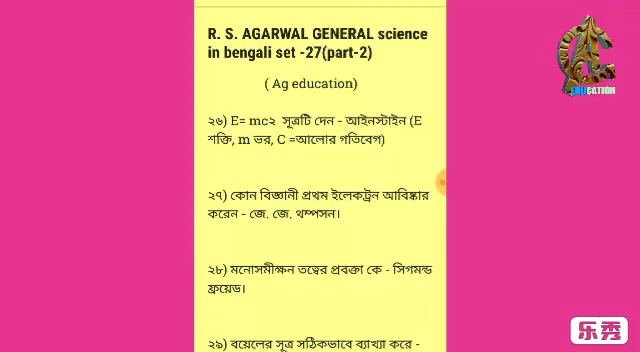 R. S. AGARWAL GENERAL science
in bengali set -27(part-2)
( Ag education)
২৬) E= mc২ সূত্রটি দেন - আইনস্টাইন (E
শক্তি, m ভর, C =আলোর গতিবেগ)
২৭) কোন বিজ্ঞানী প্রথম ইলেকট্রন আবিষ্কার
করেন - জে. জে. থম্পসন।
২৮) মনোসমীক্ষন তত্বের প্রবক্তা কে - সিগমন্ড
ফ্রয়েড।
২৯) বয়েলের সূত্র সঠিকভাবে ব্যাখ্যা করে -
EDUCATION
乐秀